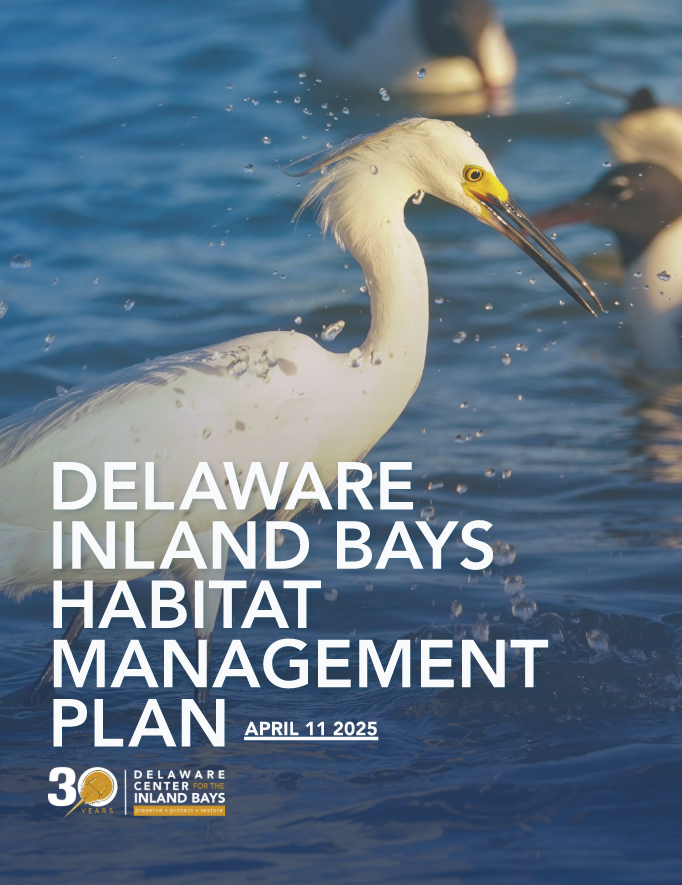 DELAWARE
INLAND BAYS
HABITAT
MANAGEMENT
PLAN APRIL 11 2025
30 YEARS
DELAWARE
CENTER FOR THE
INLAND BAYS
preserve • protect • restore